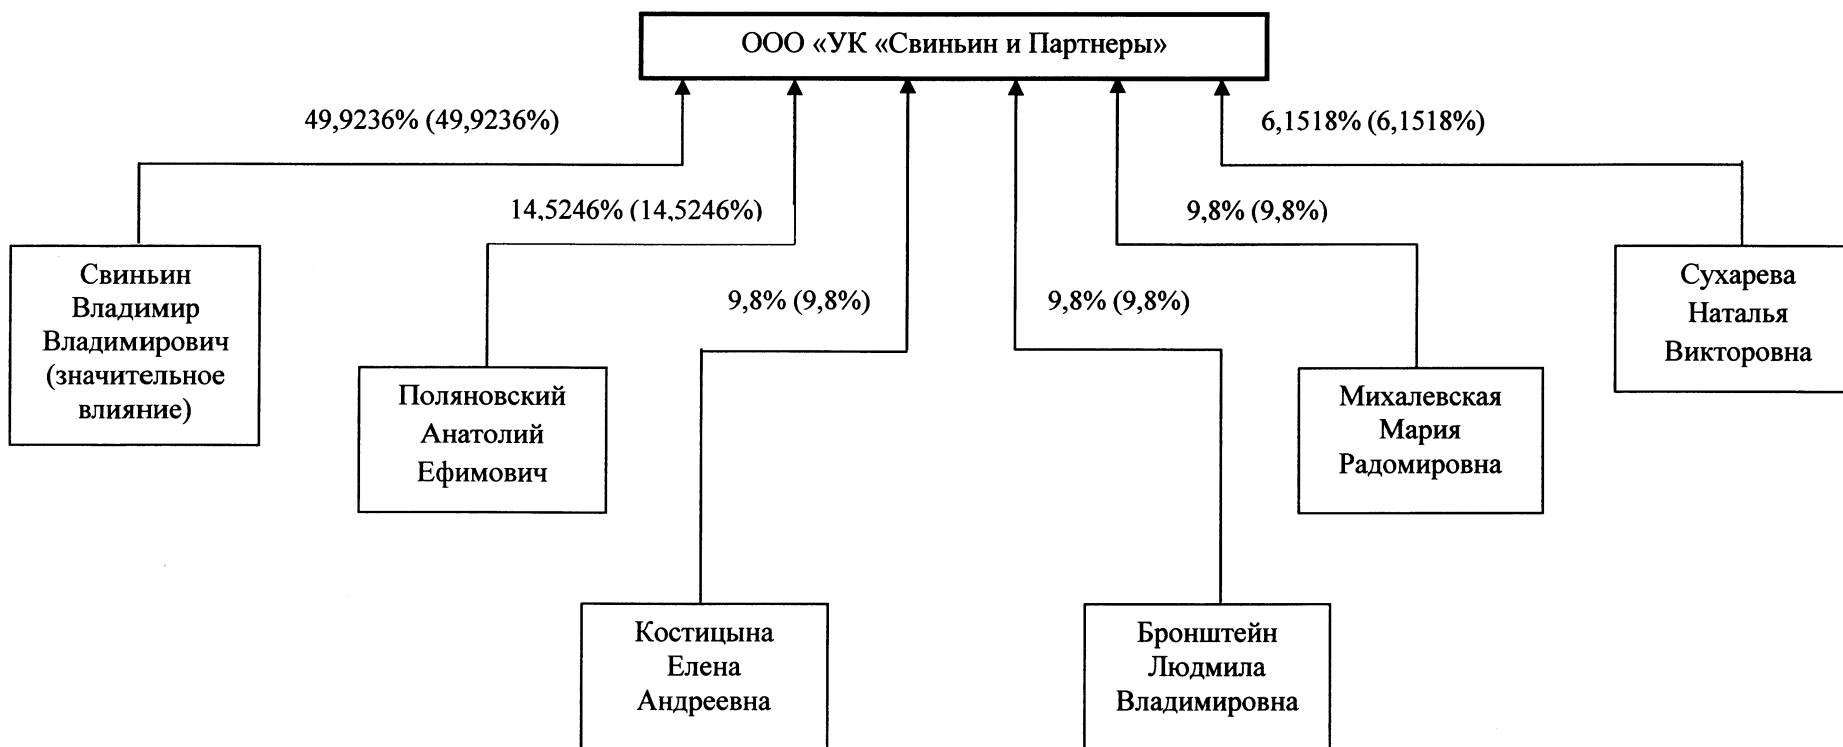 ООО «УК «Свиньин и Партнеры»
49,9236% (49,9236%)
6,1518% (6,1518%)
14,5246% (14,5246%)
9,8% (9,8%)
9,8% (9,8%)
9,8% (9,8%)
Свиньин
Владимир
Владимирович
(значительное
влияние)
Поляновский
Анатолий
Ефимович
Костицына
Елена
Андреевна
Бронштейн
Людмила
Владимировна
Михалевская
Мария
Радомировна
Сухарева
Наталья
Викторовна